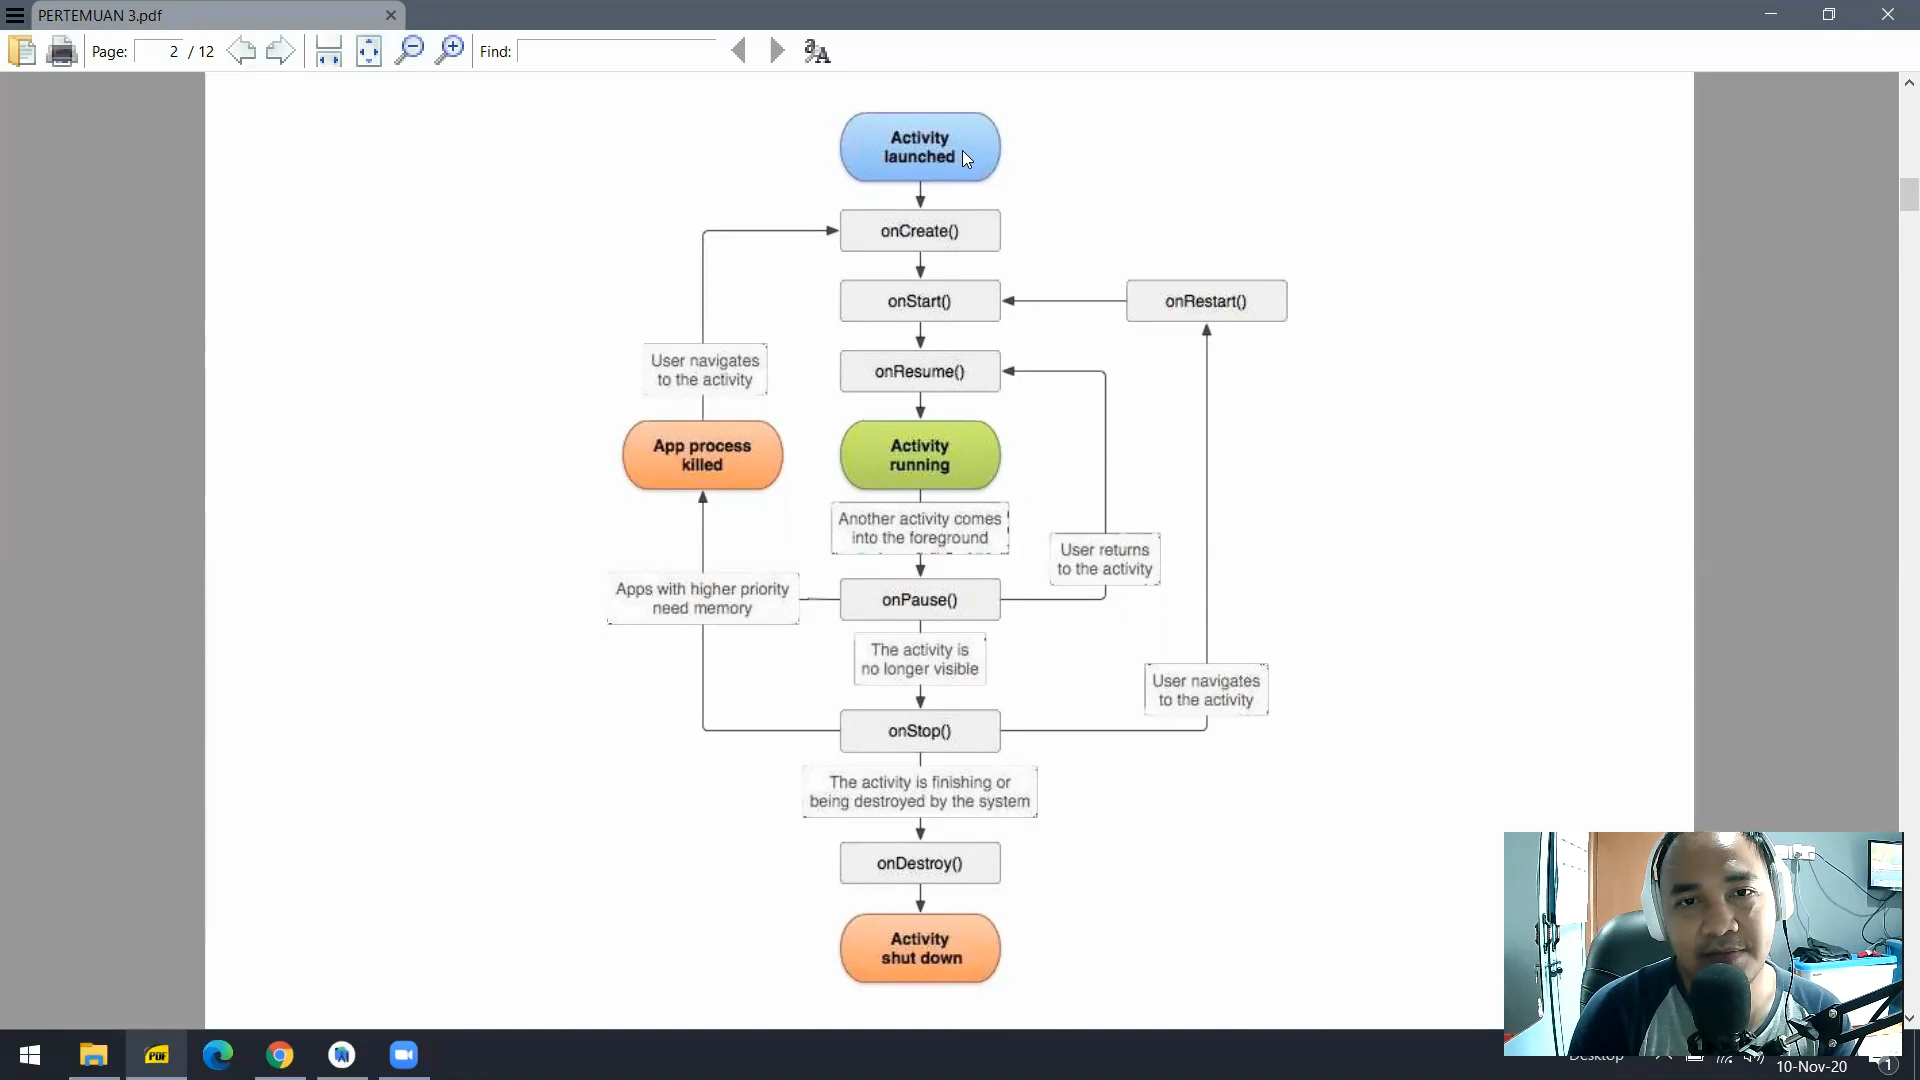 PERTEMUAN 3.pdf
Page: 2 / 12
Find:
Activity
launched
onCreate()
onStart()
onRestart()
User navigates
to the activity
onResume()
App process
killed
Activity
running
Another activity comes
into the foreground
User returns
to the activity
Apps with higher priority
need memory
onPause()
The activity is
no longer visible
User navigates
to the activity
onStop()
The activity is finishing or
being destroyed by the system
onDestroy()
Activity
shut down
PDF
Desktop
10-Nov-20
1